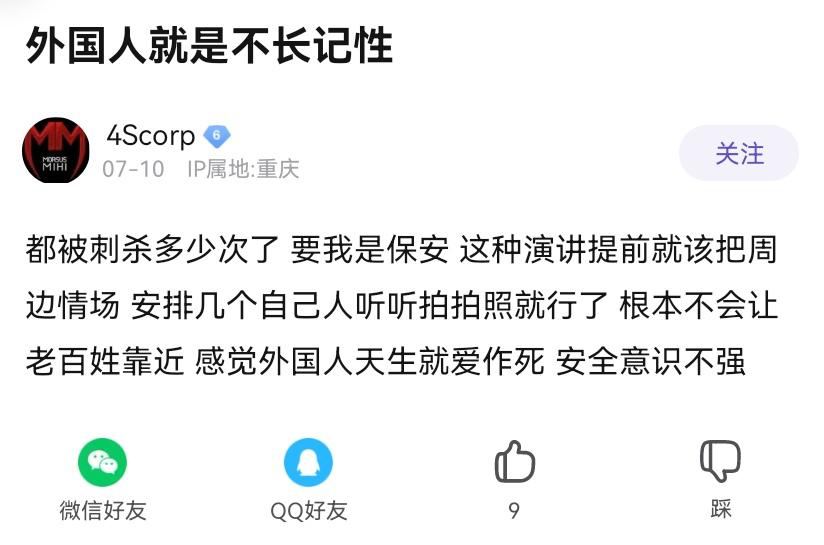 外国人就是不长记性
4Scorp 6
MORSUS
MIHI
07-10 IP属地:重庆
关注
都被刺杀多少次了 要我是保安 这种演讲提前就该把周
边情场 安排几个自己人听听拍拍照就行了 根本不会让
老百姓靠近 感觉外国人天生就爱作死 安全意识不强
微信好友 QQ好友 9 踩